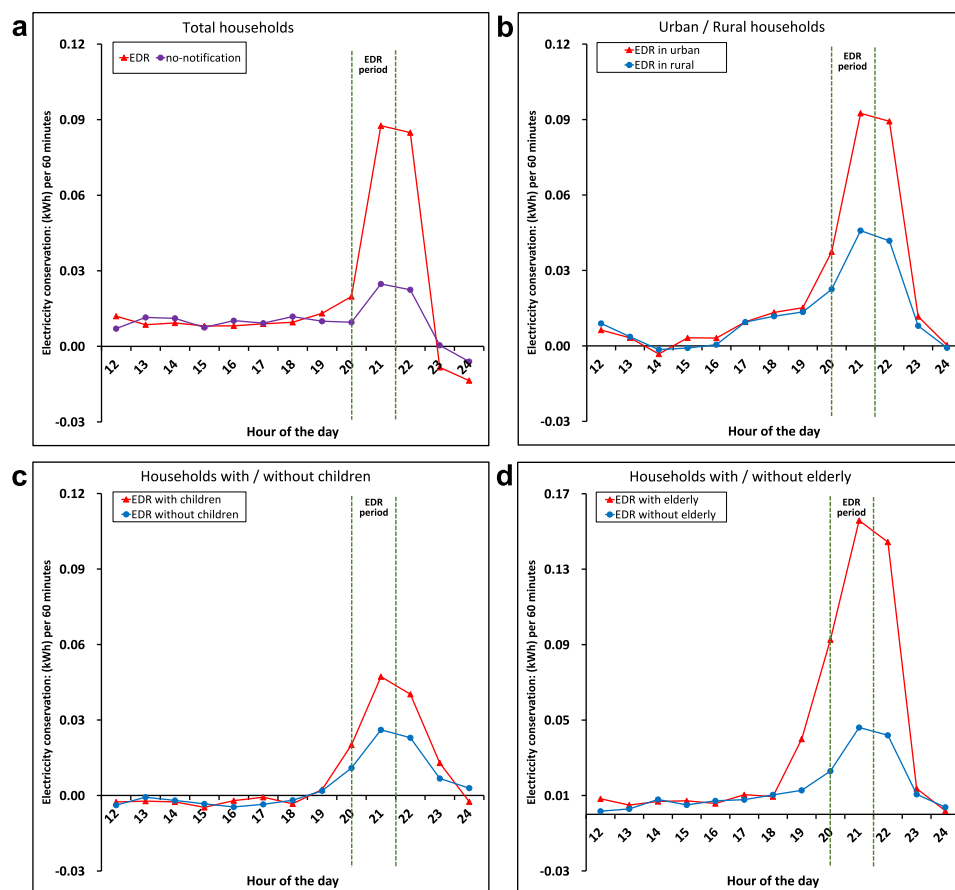 a
Total households
EDR
no-notification
EDR
period
Electriccity conservation: (kWh) per 60 minutes
0.12
0.09
0.06
0.03
0.00
-0.03
12 13 14 15 16 17 18 19 20 21 22 23 24
Hour of the day
b
Urban / Rural households
EDR in urban
EDR in rural
EDR
period
Electriccity conservation: (kWh) per 60 minutes
0.12
0.09
0.06
0.03
0.00
-0.03
12 13 14 15 16 17 18 19 20 21 22 23 24
Hour of the day
c
Households with / without children
EDR with children
EDR without children
EDR
period
Electriccity conservation: (kWh) per 60 minutes
0.12
0.09
0.06
0.03
-0.00
-0.03
12 13 14 15 16 17 18 19 20 21 22 23 24
Hour of the day
d
Households with / without elderly
EDR with elderly
EDR without elderly
EDR
period
Electriccity conservation: (kWh) per 60 minutes
0.17
0.13
0.09
0.05
0.01
-0.03
12 13 14 15 16 17 18 19 20 21 22 23 24
Hour of the day